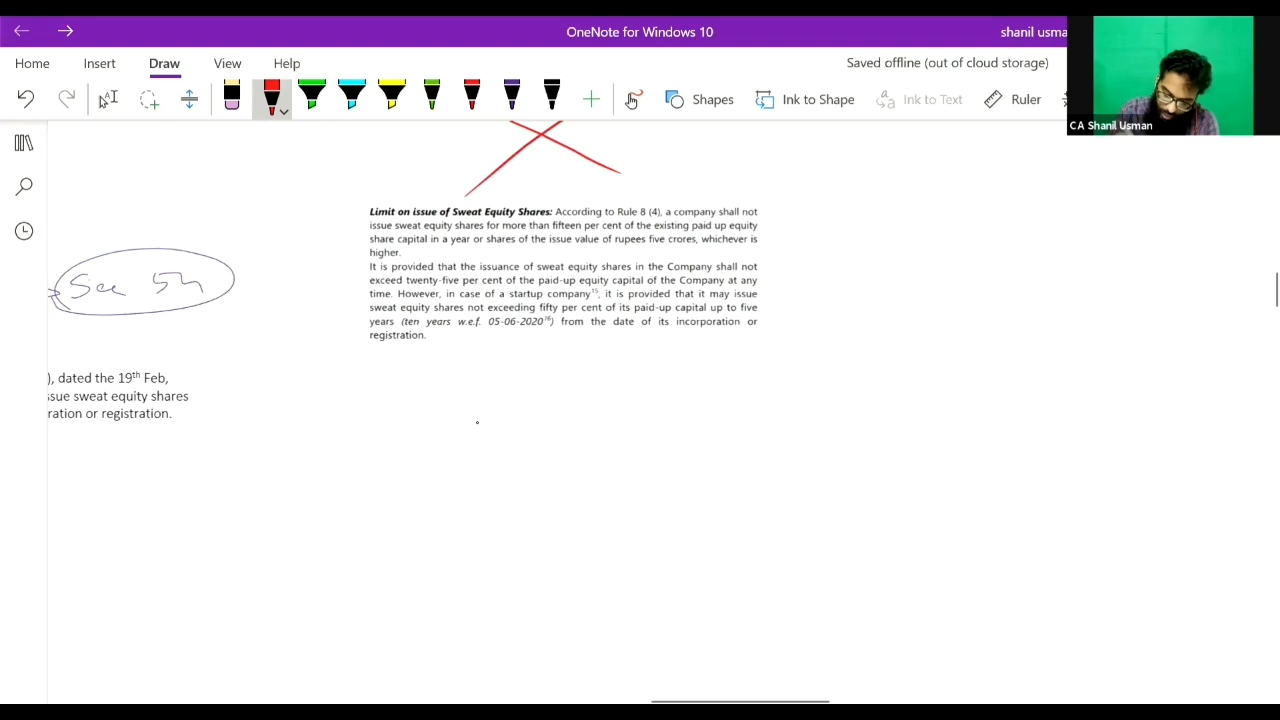 OneNote for Windows 10
shanil usma
Home
Insert
Draw
View
Help
Saved offline (out of cloud storage)
Shapes
Ink to Shape
Ink to Text
Ruler
CA Shanil Usman
Limit on issue of Sweat Equity Shares: According to Rule 8 (4), a company shall not
issue sweat equity shares for more than fifteen per cent of the existing paid up equity
share capital in a year or shares of the issue value of rupees five crores, whichever is
higher.
It is provided that the issuance of sweat equity shares in the Company shall not
exceed twenty-five per cent of the paid-up equity capital of the Company at any
time. However, in case of a startup company15, it is provided that it may issue
sweat equity shares not exceeding fifty per cent of its paid-up capital up to five
years (ten years w.e.f. 05-06-202016) from the date of its incorporation or
registration.
Sec 54
), dated the 19th Feb,
ssue sweat equity shares
ration or registration.